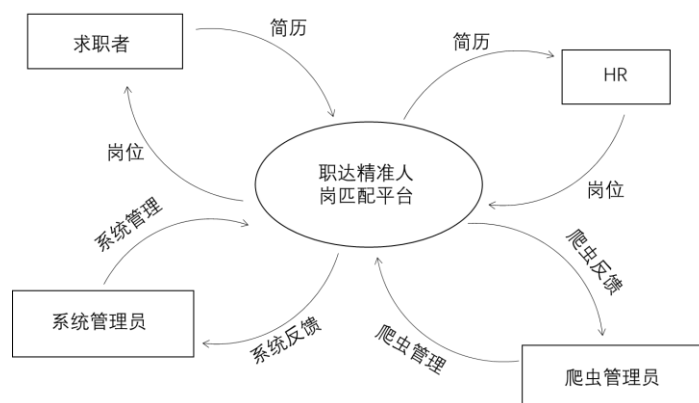 求职者
简历
简历
HR
岗位
职达精准人
岗匹配平台
岗位
系统管理
爬虫反馈
系统管理员
系统反馈
爬虫管理
爬虫管理员